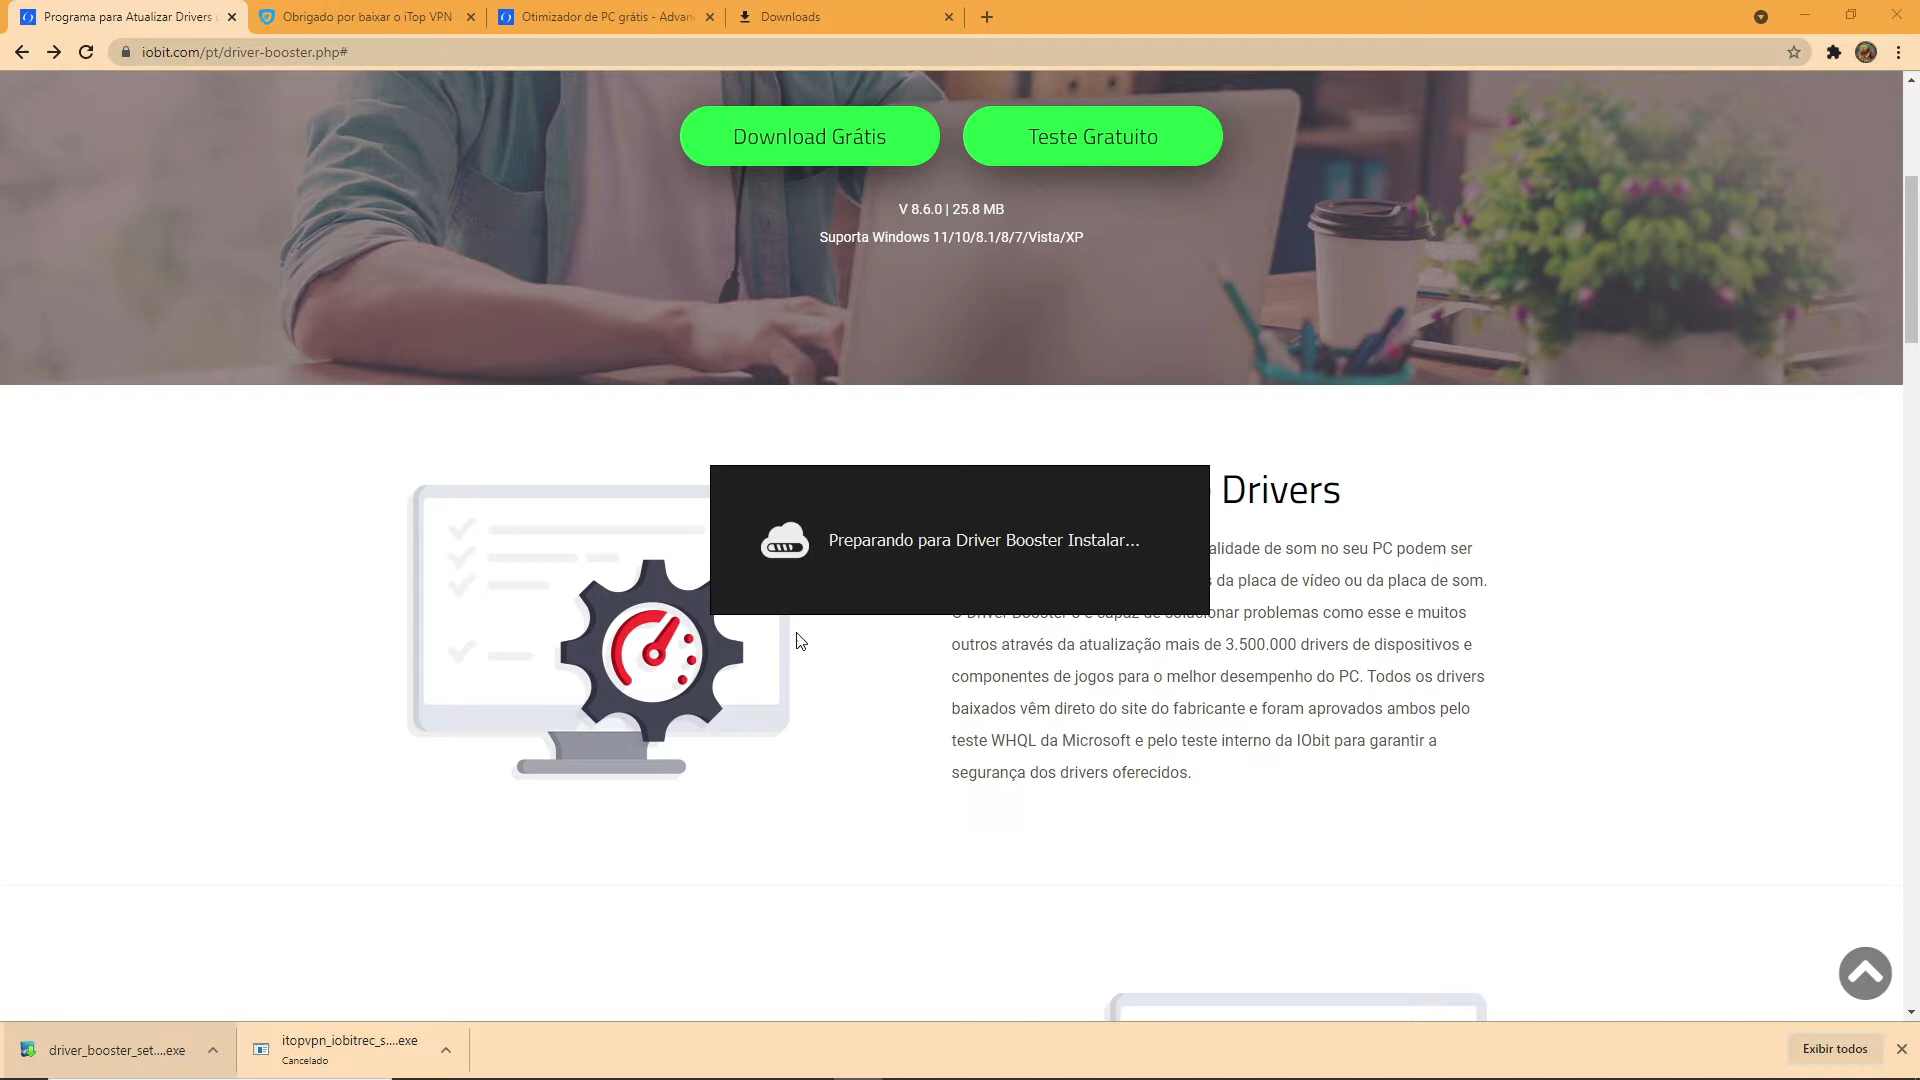 Programa para Atualizar Drivers
Obrigado por baixar o iTop VPN
Otimizador de PC grátis - Advan
Downloads
iobit.com/pt/driver-booster.php#
Download Grátis
Teste Gratuito
V 8.6.0 | 25.8 MB
Suporta Windows 11/10/8.1/8/7/Vista/XP
Drivers
Preparando para Driver Booster Instalar...
alidade de som no seu PC podem ser
da placa de vídeo ou da placa de som.
onar problemas como esse e muitos
outros através da atualização mais de 3.500.000 drivers de dispositivos e
componentes de jogos para o melhor desempenho do PC. Todos os drivers
baixados vêm direto do site do fabricante e foram aprovados ambos pelo
teste WHQL da Microsoft e pelo teste interno da IObit para garantir a
segurança dos drivers oferecidos.
driver_booster_set....exe
itopvpn_iobitrec_s....exe
Cancelado
Exibir todos